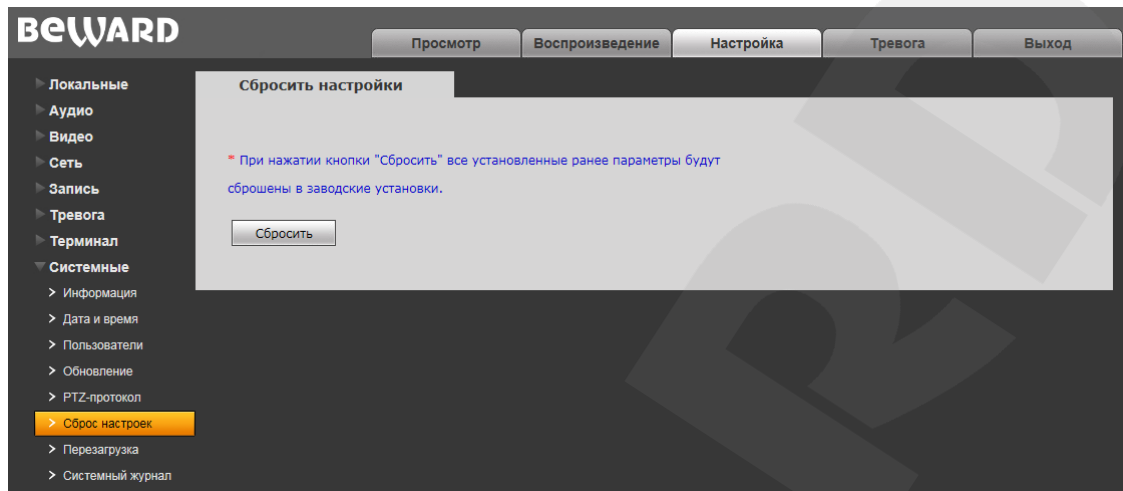 BEWARD
Просмотр
Воспроизведение
Настройка
Тревога
Выход
Локальные
Аудио
Видео
Сеть
Запись
Тревога
Терминал
Системные
> Информация
> Дата и время
> Пользователи
> Обновление
> PTZ-протокол
> Сброс настроек
> Перезагрузка
> Системный журнал
Сбросить настройки
* При нажатии кнопки "Сбросить" все установленные ранее параметры будут
сброшены в заводские установки.
Сбросить